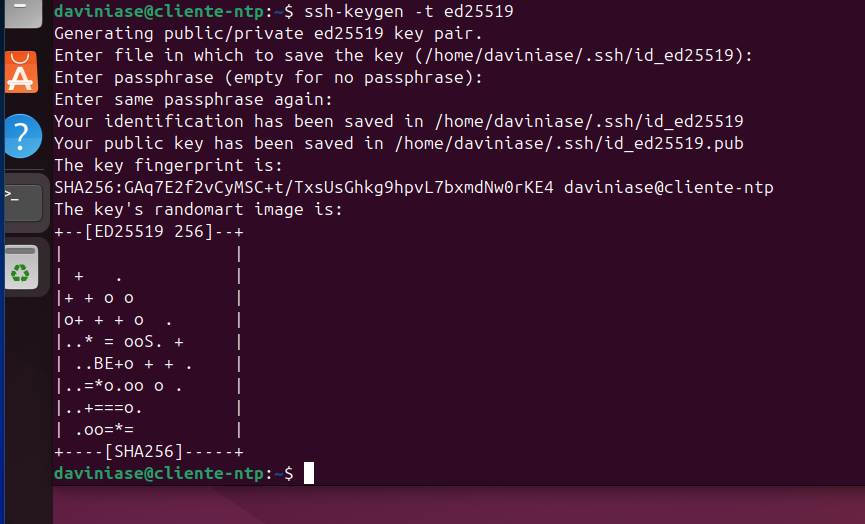 daviniase@cliente-ntp:~$ ssh-keygen -t ed25519
Generating public/private ed25519 key pair.
Enter file in which to save the key (/home/daviniase/.ssh/id_ed25519):
Enter passphrase (empty for no passphrase):
Enter same passphrase again:
Your identification has been saved in /home/daviniase/.ssh/id_ed25519
Your public key has been saved in /home/daviniase/.ssh/id_ed25519.pub
The key fingerprint is:
SHA256:GAq7E2f2vCyMSC+t/TxsUsGhkg9hpvL7bxmdNw0rKE4 daviniase@cliente-ntp
The key's randomart image is:
+--[ED25519 256]--+
|                 |
| +   .           |
|+ + o o          |
|o+ + + o  .      |
|..* = ooS. +     |
| ..BE+o + + .    |
|..=*o.oo o .     |
|..+===o.         |
| .oo=*=          |
+----[SHA256]-----+
daviniase@cliente-ntp:~$